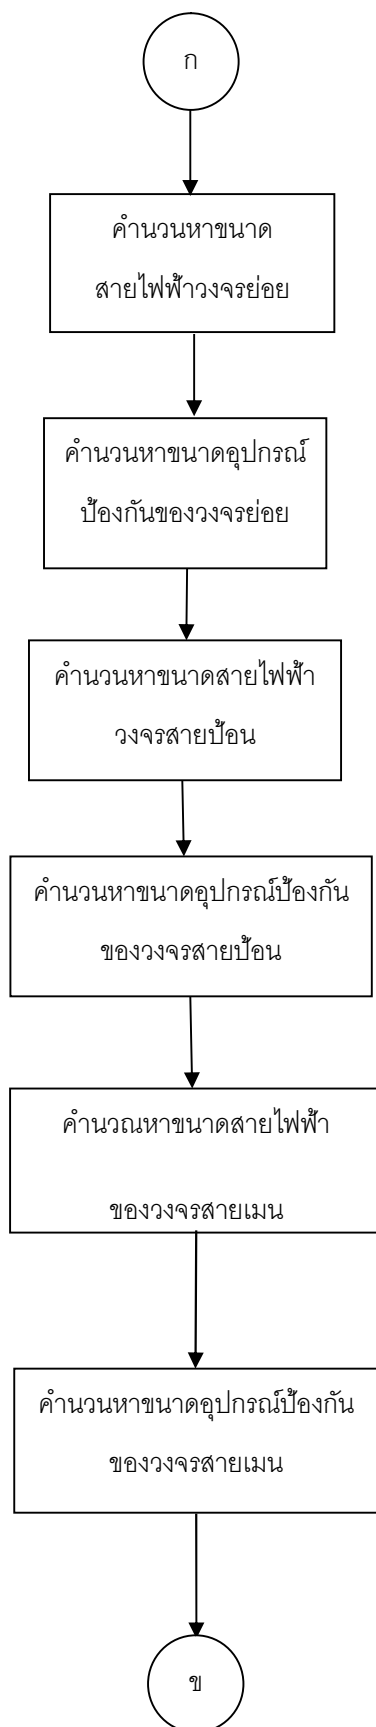 ก
คำนวนหาขนาด
สายไฟฟ้าวงจรย่อย
คำนวนหาขนาดอุปกรณ์
ป้องกันของวงจรย่อย
คำนวนหาขนาดสายไฟฟ้า
วงจรสายป้อน
คำนวนหาขนาดอุปกรณ์ป้องกัน
ของวงจรสายป้อน
คำนวณหาขนาดสายไฟฟ้า
ของวงจรสายเมน
คำนวนหาขนาดอุปกรณ์ป้องกัน
ของวงจรสายเมน
ข